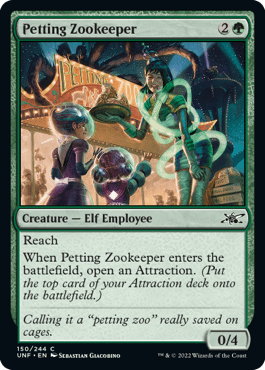 Petting Zookeeper 2
PETTING
Creature — Elf Employee
Reach
When Petting Zookeeper enters the
battlefield, open an Attraction. (Put
the top card of your Attraction deck onto
the battlefield.)
Calling it a “petting zoo” really saved on
cages.
0/4
150/244 C
UNF • EN Sebastian Giacobino
™ & © 2022 Wizards of the Coast